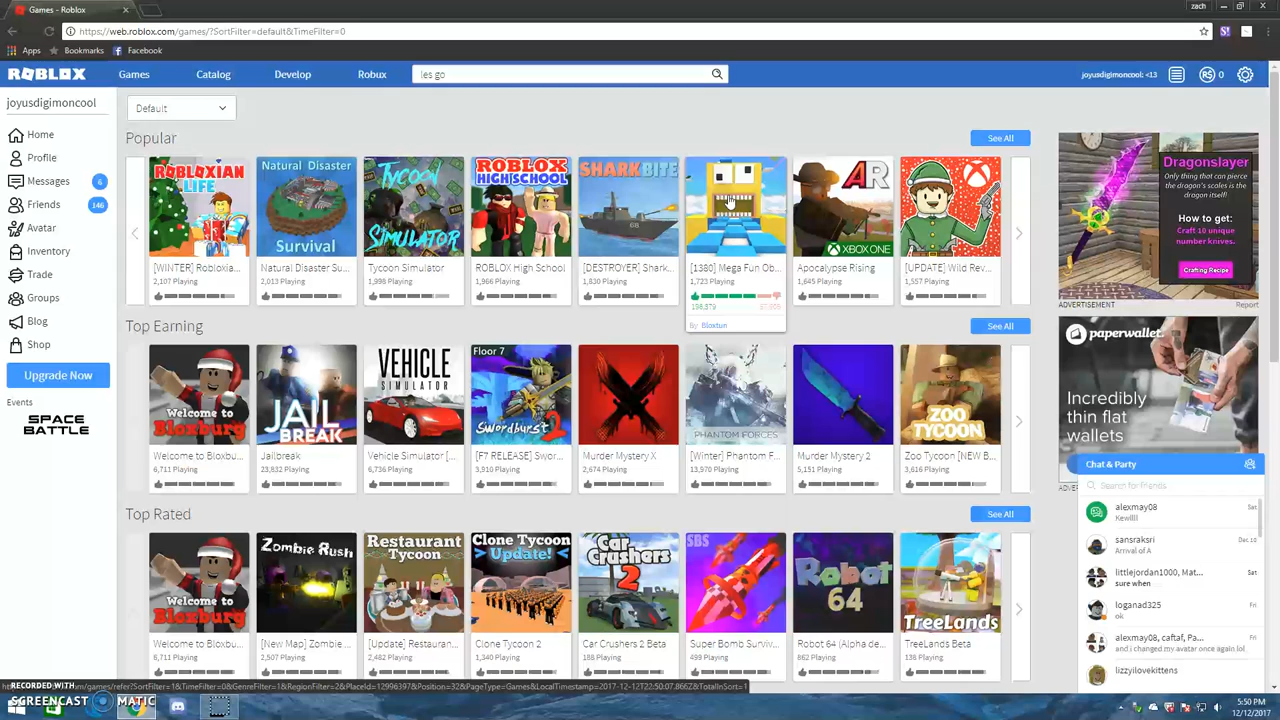 Games - Roblox
zach
https://web.roblox.com/games/?SortFilter=default&TimeFilter=0
Apps Bookmarks Facebook
ROBLOX Games Catalog Develop Robux les go joyusdigimoncool: <13 R$ 0
joyusdigimoncool
Home
Profile
Messages 6
Friends 146
Avatar
Inventory
Trade
Groups
Blog
Shop
Upgrade Now
Events
SPACE BATTLE
Default
Popular See All
ROBLOXIAN LIFE
Natural Disaster Survival
Tycoon SIMULATOR
ROBLOX HIGH SCHOOL
SHARKBITE
68
AR
XBOX ONE
[WINTER] Robloxia... Natural Disaster Su... Tycoon Simulator ROBLOX High School [DESTROYER] Shark... [1380] Mega Fun Ob... Apocalypse Rising [UPDATE] Wild Rev...
2,107 Playing 2,013 Playing 1,998 Playing 1,966 Playing 1,830 Playing 1,723 Playing 1,645 Playing 1,557 Playing
By Bloxtun
Top Earning See All
Welcome to Bloxburg
JAIL BREAK
VEHICLE SIMULATOR
Floor 7
Swordburst 2
PHANTOM FORCES
ZOO TYCOON
Welcome to Bloxbu... Jailbreak Vehicle Simulator [... [F7 RELEASE] Swor... Murder Mystery X [Winter] Phantom F... Murder Mystery 2 Zoo Tycoon [NEW B...
6,711 Playing 23,832 Playing 6,736 Playing 3,910 Playing 2,674 Playing 13,970 Playing 5,151 Playing 3,616 Playing
Top Rated See All
Welcome to Bloxburg
Zombie Rush
Restaurant Tycoon
Clone Tycoon
> Update! <
Car Crushers 2
SBS
Robot 64
TREELANDS
Welcome to Bloxbu... [New Map] Zombie ... [Update] Restauran... Clone Tycoon 2 Car Crushers 2 Beta Super Bomb Surviv... Robot 64 (Alpha de... TreeLands Beta
6,711 Playing 2,507 Playing 2,482 Playing 1,340 Playing 188 Playing 499 Playing 862 Playing 138 Playing
Dragonslayer
Only thing that can pierce
the dragon's scales is the
dragon itself!
How to get:
Craft 10 unique
number knives.
Crafting Recipe
ADVERTISEMENT Report
paperwallet.
Incredibly
thin flat
wallets
Chat & Party
Search for friends
alexmay08 Sat
Kewllll
sansraksri Dec 10
Arrival of A
littlejordan1000, Mat... Sat
sure when
loganad325 Fri
ok
alexmay08, caftaf, Pa... Fri
and i changed my avatar once again lol
lizzyilovekittens
RECORDED WITH
SCREENCAST MATIC
5:50 PM
12/12/2017